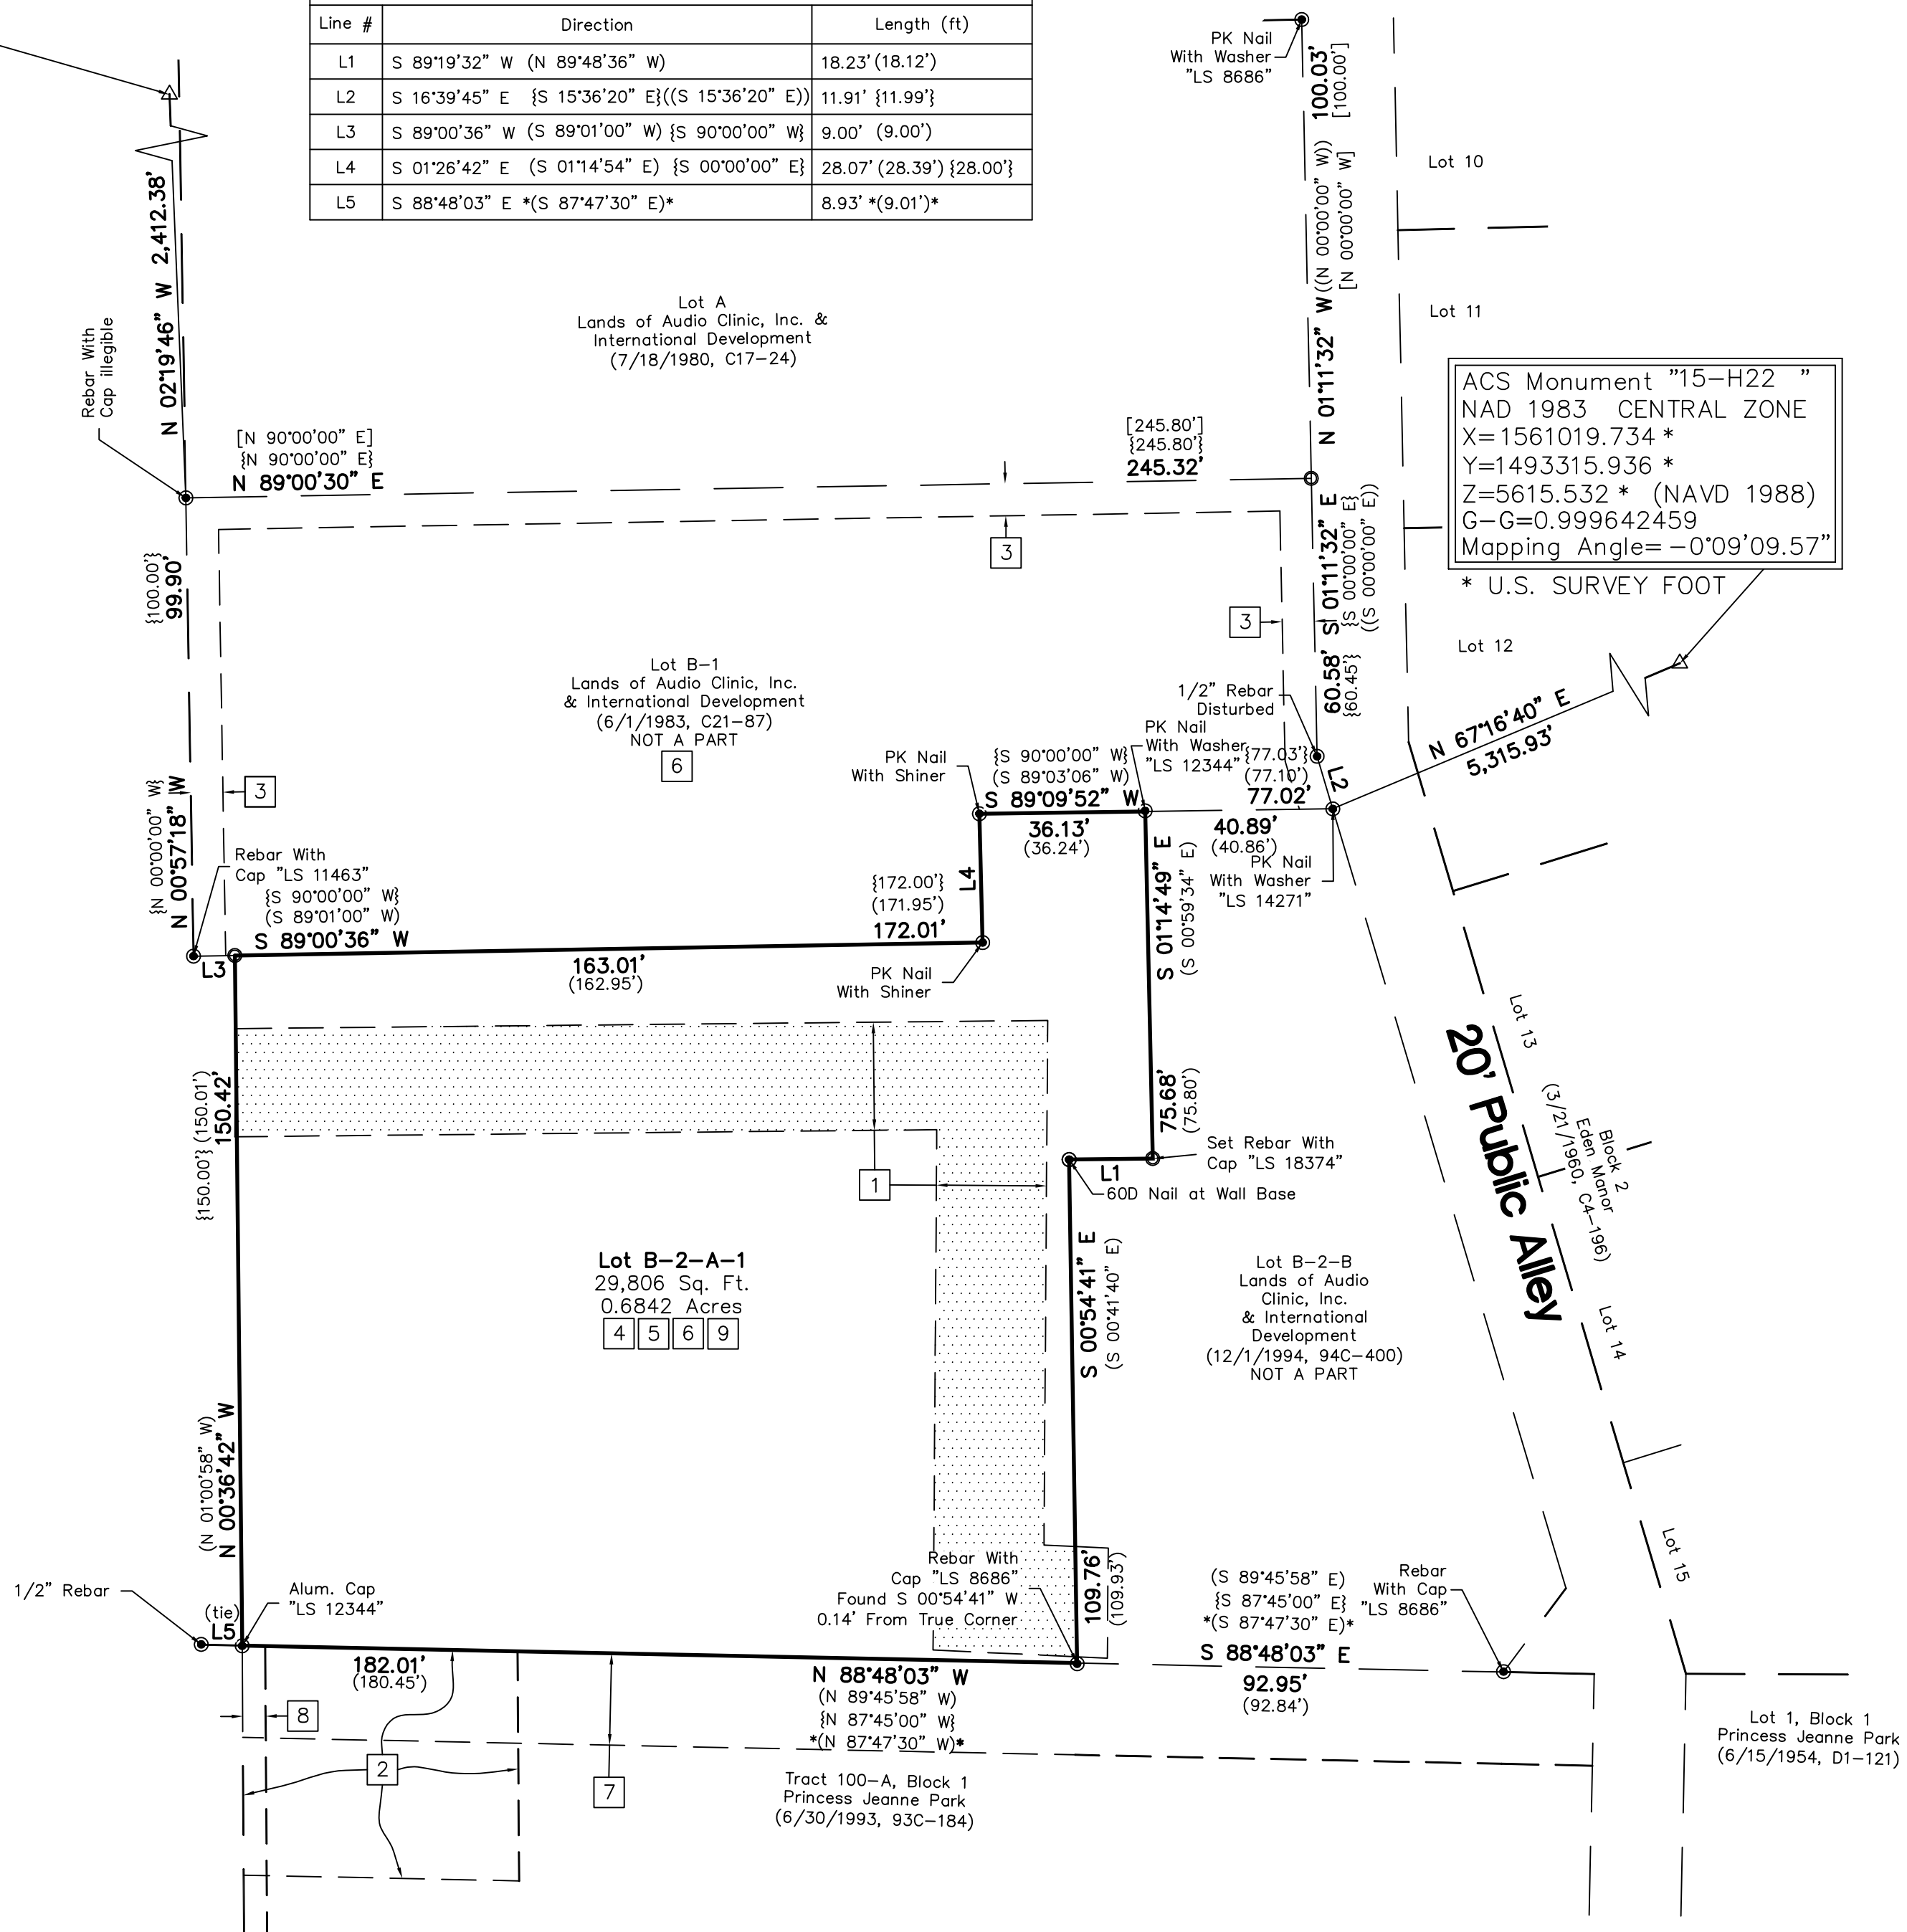 Line # Direction Length (ft)
L1 S 89°19'32" W (N 89°48'36" W) 18.23' (18.12')
L2 S 16°39'45" E {S 15°36'20" E}((S 15°36'20" E)) 11.91' {11.99'}
L3 S 89°00'36" W (S 89°01'00" W) {S 90°00'00" W} 9.00' (9.00')
L4 S 01°26'42" E (S 01°14'54" E) {S 00°00'00" E} 28.07' (28.39') {28.00'}
L5 S 88°48'03" E *(S 87°47'30" E)* 8.93' *(9.01')*
PK Nail
With Washer
"LS 8686"
100.03'
[100.00']
N 01°11'32" W
((N 00°00'00" W))
[N 00°00'00" W]
Lot 10
Lot 11
N 02°19'46" W 2,412.38'
Rebar With
Cap illegible
Lot A
Lands of Audio Clinic, Inc. &
International Development
(7/18/1980, C17-24)
ACS Monument "15-H22 "
NAD 1983 CENTRAL ZONE
X=1561019.734 *
Y=1493315.936 *
Z=5615.532 * (NAVD 1988)
G-G=0.999642459
Mapping Angle= -0°09'09.57"
* U.S. SURVEY FOOT
[N 90°00'00" E]
{N 90°00'00" E}
N 89°00'30" E
[245.80']
{245.80'}
245.32'
3
3
{100.00'}
99.90'
60.58' S 01°11'32" E
{60.45'} {S 00°00'00" E}
((S 00°00'00" E))
Lot 12
Lot B-1
Lands of Audio Clinic, Inc.
& International Development
(6/1/1983, C21-87)
NOT A PART
6
1/2" Rebar
Disturbed
N 67°16'40" E
5,315.93'
L2
PK Nail
With Washer
"LS 12344"
PK Nail
With Shiner
{S 90°00'00" W}
(S 89°03'06" W)
S 89°09'52" W
{77.03'}
(77.10')
77.02'
36.13'
(36.24')
40.89'
(40.86')
PK Nail
With Washer
"LS 14271"
3
{N 00°00'00" W}
N 00°57'18" W
Rebar With
Cap "LS 11463"
{S 90°00'00" W}
(S 89°01'00" W)
S 89°00'36" W
{172.00'}
(171.95')
172.01'
L4
S 01°14'49" E
(S 00°59'34" E)
L3
163.01'
(162.95')
PK Nail
With Shiner
Lot 13
20' Public Alley
{150.00'} (150.01')
150.42'
75.68'
(75.80')
Block 2
Eden Manor
(3/21/1960, C4-196)
Set Rebar With
Cap "LS 18374"
L1
60D Nail at Wall Base
1
Lot B-2-A-1
29,806 Sq. Ft.
0.6842 Acres
4 5 6 9
S 00°54'41" E
(S 00°41'40" E)
Lot B-2-B
Lands of Audio
Clinic, Inc.
& International
Development
(12/1/1994, 94C-400)
NOT A PART
Lot 14
(N 01°00'58" W)
N 00°36'42" W
Lot 15
1/2" Rebar
(tie)
L5
Alum. Cap
"LS 12344"
Rebar With
Cap "LS 8686"
Found S 00°54'41" W
0.14' From True Corner
109.76'
(109.93')
(S 89°45'58" E)
{S 87°45'00" E}
*(S 87°47'30" E)*
S 88°48'03" E
92.95'
(92.84')
Rebar
With Cap
"LS 8686"
182.01'
(180.45')
N 88°48'03" W
(N 89°45'58" W)
{N 87°45'00" W}
*(N 87°47'30" W)*
8
2
7
Tract 100-A, Block 1
Princess Jeanne Park
(6/30/1993, 93C-184)
Lot 1, Block 1
Princess Jeanne Park
(6/15/1954, D1-121)